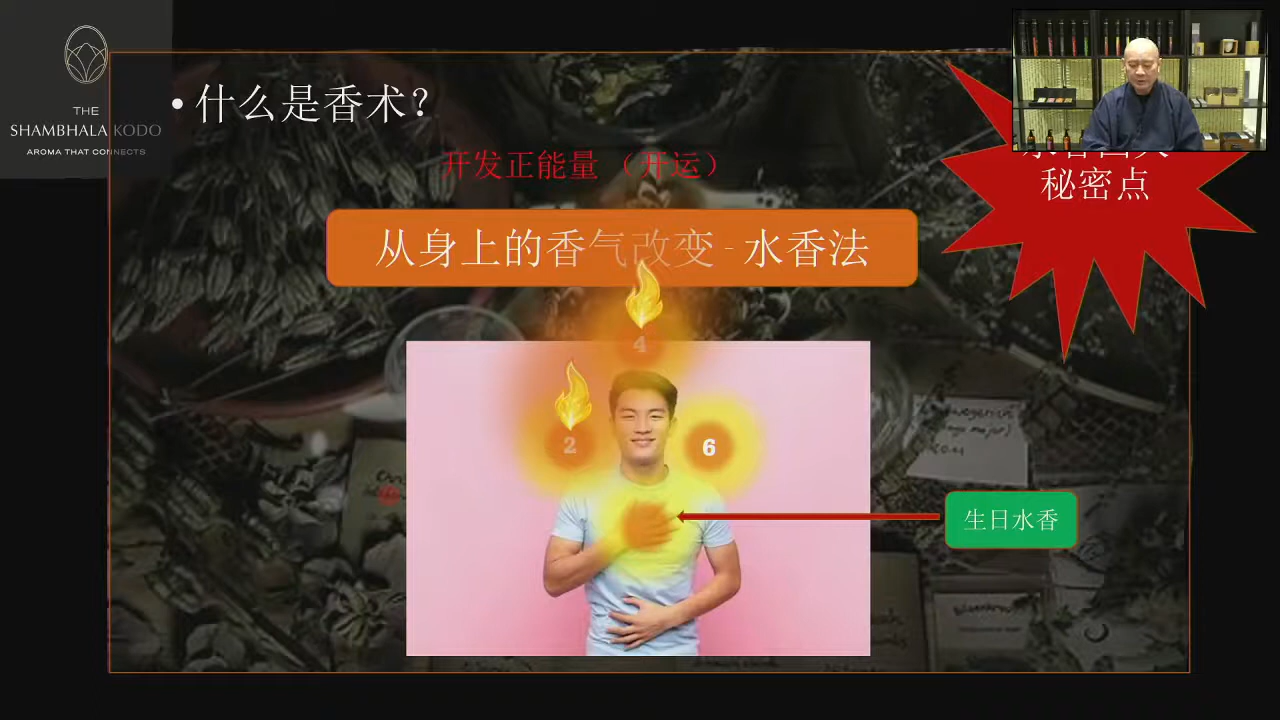 THE
SHAMBHALA KODO
AROMA THAT CONNECTS
• 什么是香术？
开发正能量 （开运）
秘密点
从身上的香气改变 - 水香法
4
2
6
生日水香